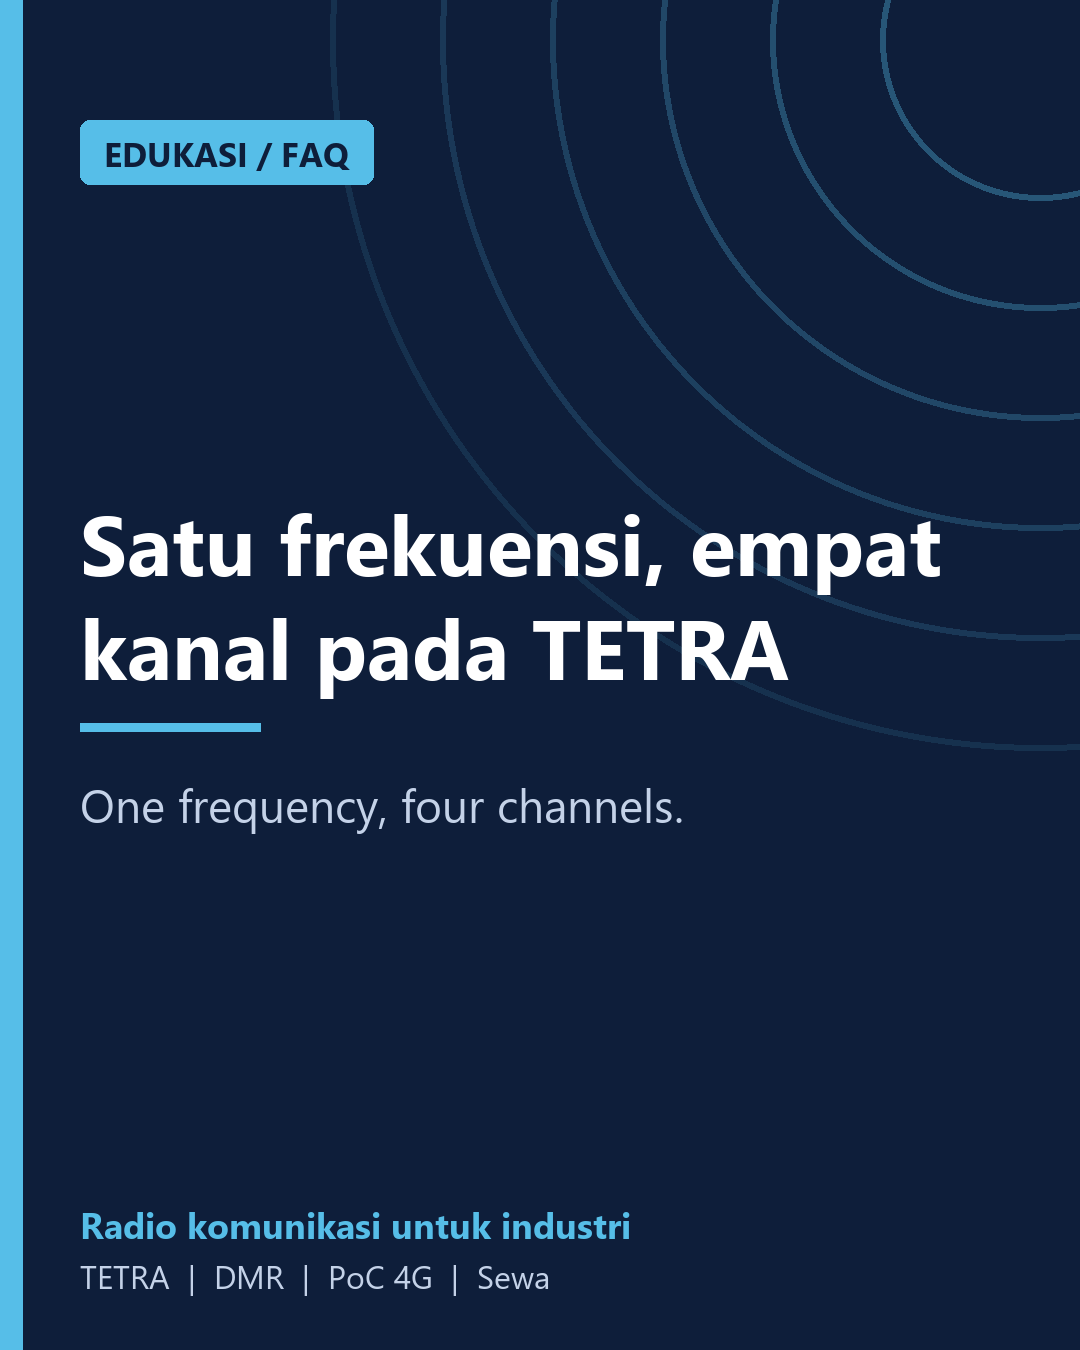 EDUKASI / FAQ
Satu frekuensi, empat
kanal pada TETRA
One frequency, four channels.
Radio komunikasi untuk industri
TETRA | DMR | PoC 4G | Sewa